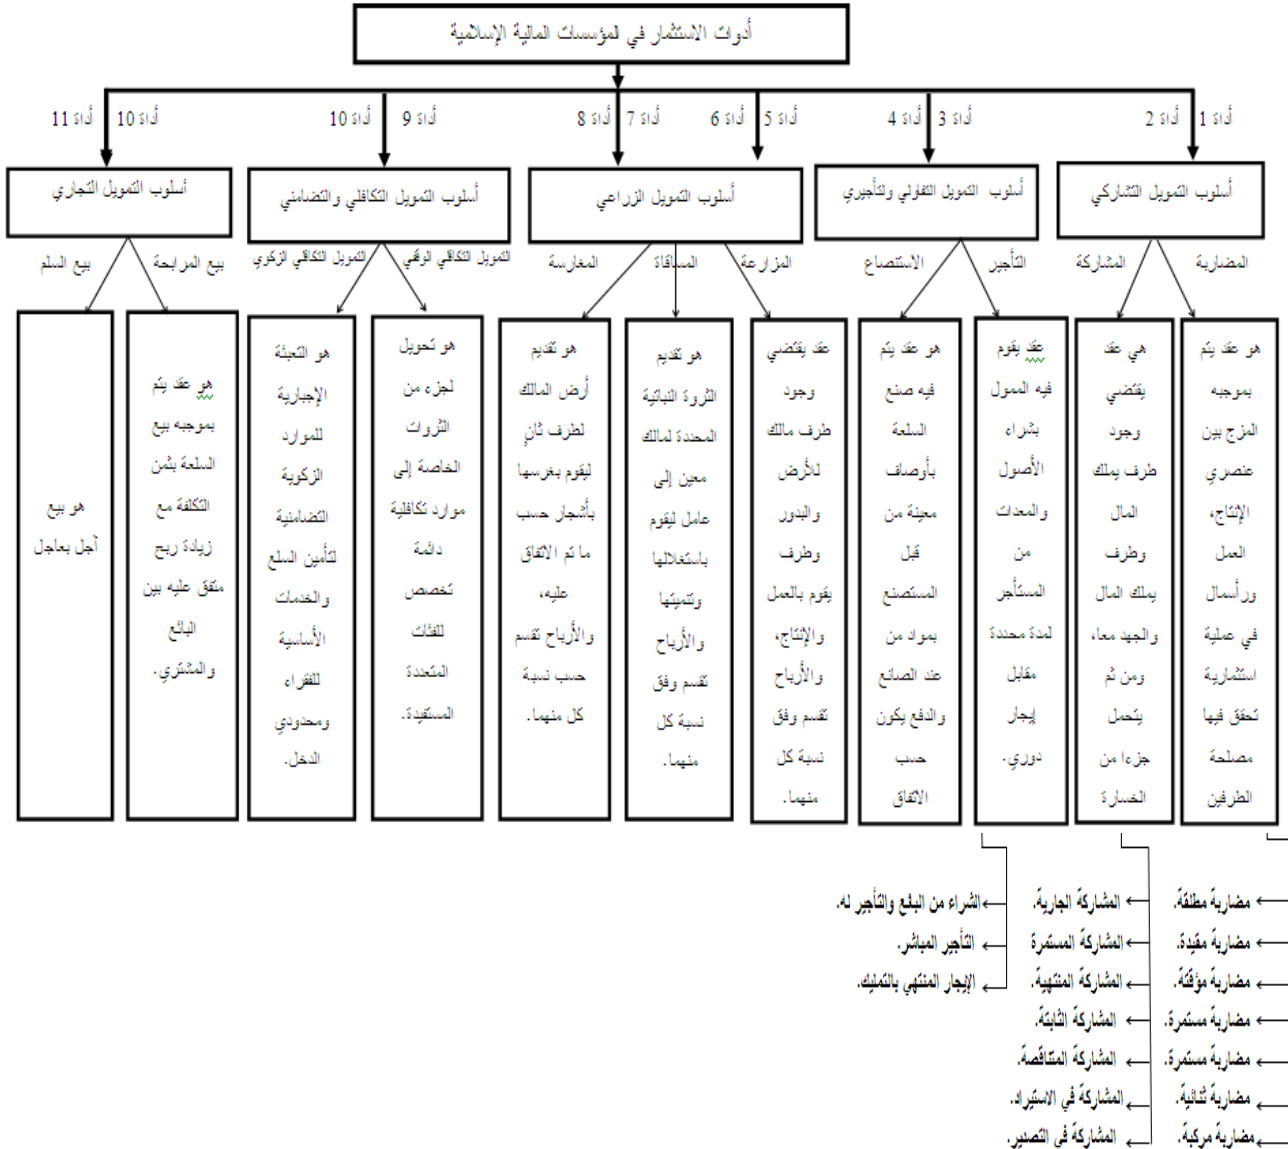 أدوات الاستثمار في لمؤسسات المالية الإسلامية
أداة 1
أداة 2
أداة 3
أداة 4
أداة 5
أداة 6
أداة 7
أداة 8
أداة 9
أداة 10
أداة 10
أداة 11
أسلوب التمويل التشاركي
أسلوب التمويل التفاولي ولتأجيري
أسلوب التمويل الزراعي
أسلوب التمويل التكافلي والتضامني
أسلوب التمويل التجاري
المضاربة
المشاركة
التأجير
الاستتصاع
المزارعة
المساقاة
المغارسة
التمويل التكافلي الوقفي
التمويل التكافلي الزكوي
بيع المرابحة
بيع السلم
هو عقد يتم
بموجبه
المزج بين
عنصري
الإنتاج،
العمل
ورأسمال
في عملية
استثمارية
تحقق فيها
مصلحة
الطرفين
هي عقد
يقتضي
وجود
طرف يملك
المال
وطرف
يملك المال
والجهد معا،
ومن ثم
يتحمل
جزءا من
الخسارة
عقد يقوم
فيه الممول
بشراء
الأصول
والمعدات
من
المستأجر
لمدة محددة
مقابل
إيجار
دوري.
هو عقد يتم
فيه صنع
السلعة
بأوصاف
معينة من
قبل
المستصنع
بمواد من
عند الصانع
والدفع يكون
حسب
الاتفاق
عقد يقتضي
وجود
طرف مالك
للأرض
والبدور
وطرف
يقوم بالعمل
والإنتاج،
والأرباح
تقسم وفق
نسبة كل
منهما.
هو تقديم
الثروة النباتية
المحددة لمالك
معين إلى
عامل ليقوم
باستغلالها
وتنميتها
والأرباح
تقسم وفق
نسبة كل
منهما.
هو تقديم
أرض المالك
لطرف ثانٍ
ليقوم بغرسها
بأشجار حسب
ما تم الاتفاق
عليه،
والأرباح تقسم
حسب نسبة
كل منهما.
هو تحويل
لجزء من
الثروات
الخاصة إلى
موارد تكافلية
دائمة
تخصص
للفئات
المتعددة
المستفيدة.
هو التعبئة
الإجبارية
للموارد
الزكوية
التضامنية
لتأمين السلع
والخدمات
الأساسية
للفقراء
ومحدودي
الدخل.
هو عقد يتم
بموجبه بيع
السلعة بثمن
التكلفة مع
زيادة ربح
متفق عليه بين
البائع
والمشتري.
هو بيع
آجل بعاجل
مضاربة مطلقة.
مضاربة مقيدة.
مضاربة مؤقتة.
مضاربة مستمرة.
مضاربة مستمرة.
مضاربة ثنائية.
مضاربة مركبة.
المشاركة الجارية.
المشاركة المستمرة
المشاركة المنتهية.
المشاركة الثابتة.
المشاركة المتناقصة.
المشاركة في الاستيراد.
المشاركة في التصدير.
الشراء من البائع والتأجير له.
التأجير المباشر.
الإيجار المنتهي بالتمليك.